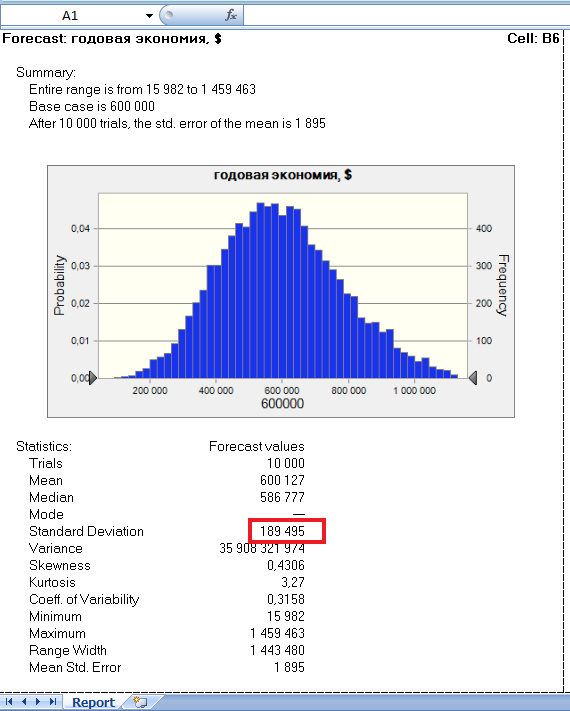 A1
fx
Forecast: годовая экономия, $ Cell: B6
Summary:
Entire range is from 15 982 to 1 459 463
Base case is 600 000
After 10 000 trials, the std. error of the mean is 1 895
годовая экономия, $
Probability
0,04
0,03
0,02
0,01
0,00
400
300
200
100
0
Frequency
200 000 400 000 600 000 800 000 1 000 000
600000
Statistics: Forecast values
Trials 10 000
Mean 600 127
Median 586 777
Mode —
Standard Deviation 189 495
Variance 35 908 321 974
Skewness 0,4306
Kurtosis 3,27
Coeff. of Variability 0,3158
Minimum 15 982
Maximum 1 459 463
Range Width 1 443 480
Mean Std. Error 1 895
Report